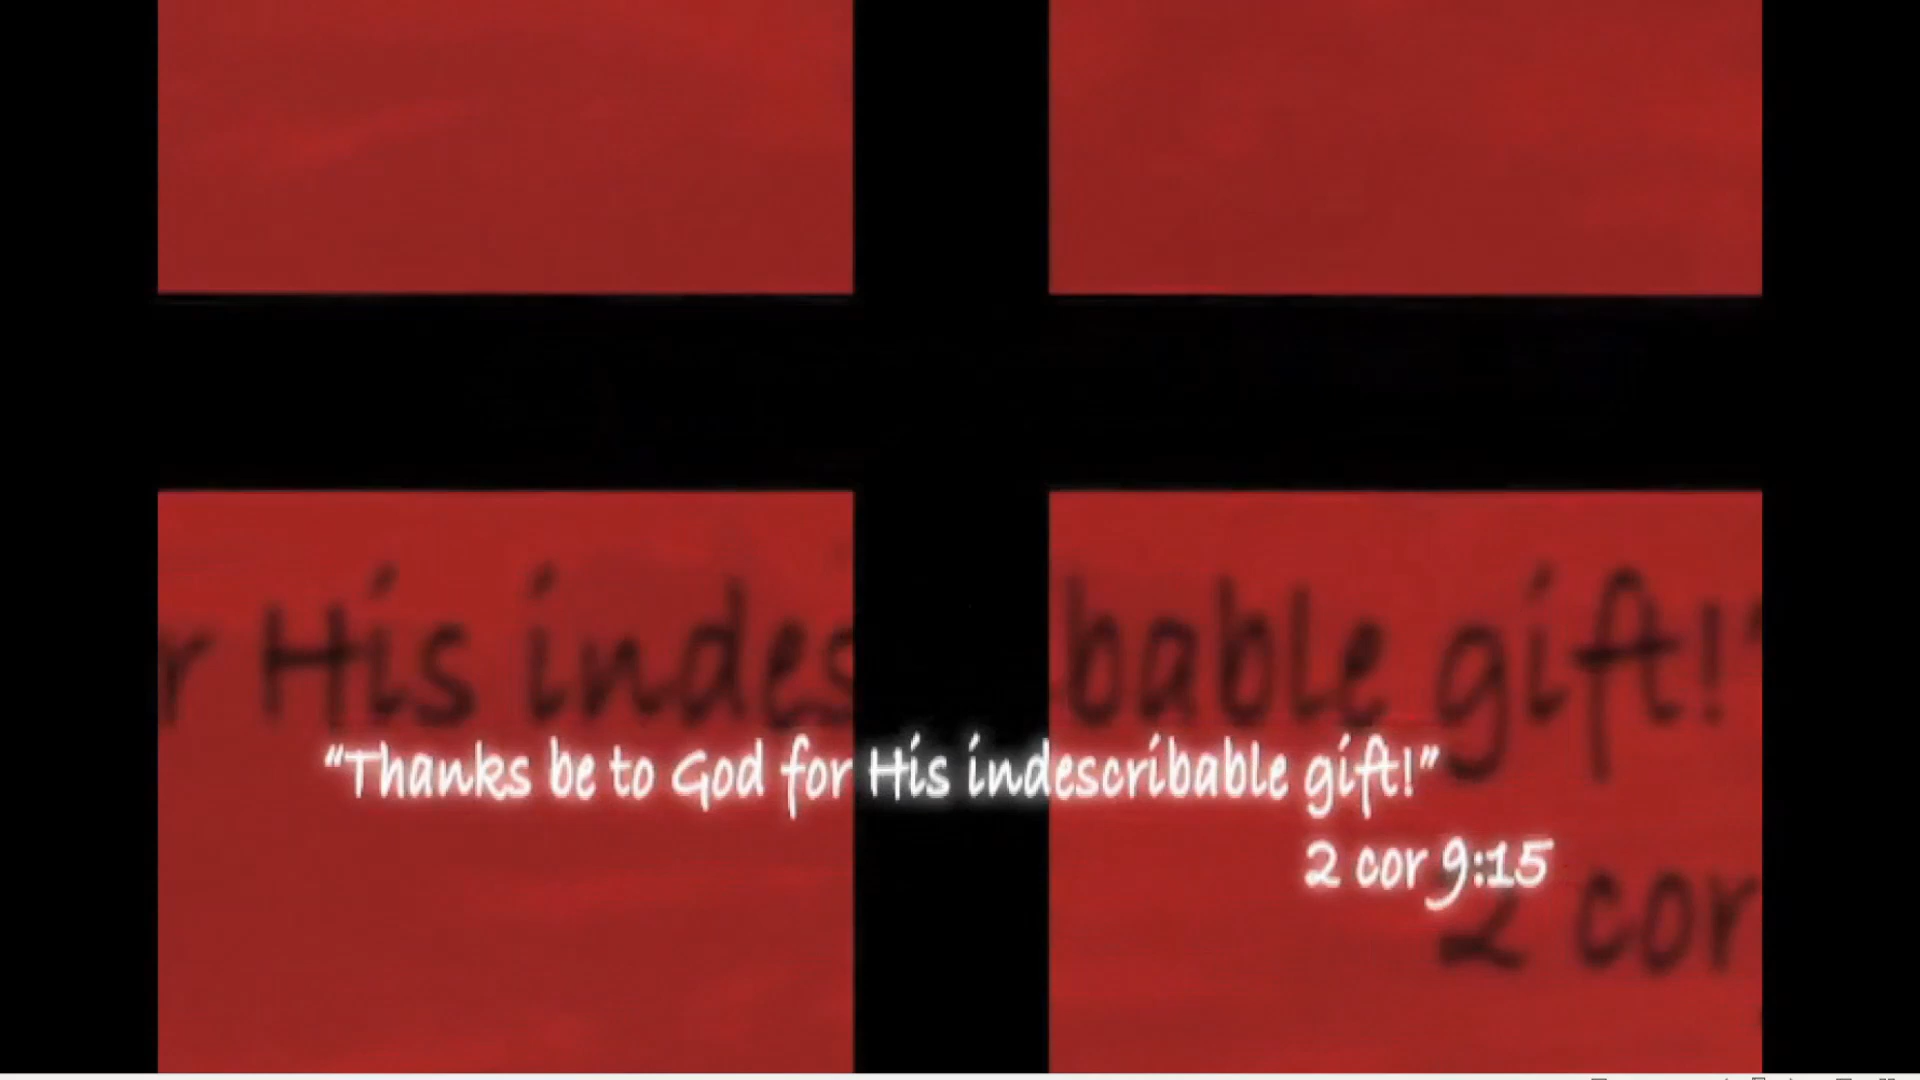 r His indes bable gift!"
"Thanks be to God for His indescribable gift!"
2 cor 9:15
2 cor